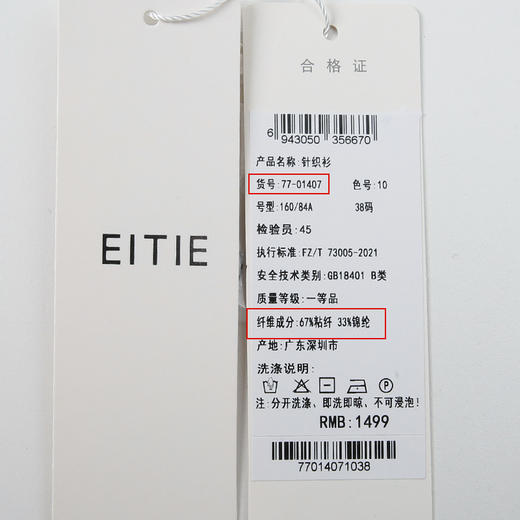 EITIE
合格证
6 943050 356670
产品名称:针织衫
货号:77-01407 色号:10
号型:160/84A 38码
检验员:45
执行标准:FZ/T 73005-2021
安全技术类别:GB18401 B类
质量等级:一等品
纤维成分:67%粘纤 33%锦纶
产地:广东深圳市
洗涤说明:
注:分开洗涤、即洗即晾、不可浸泡!
RMB:1499
77014071038